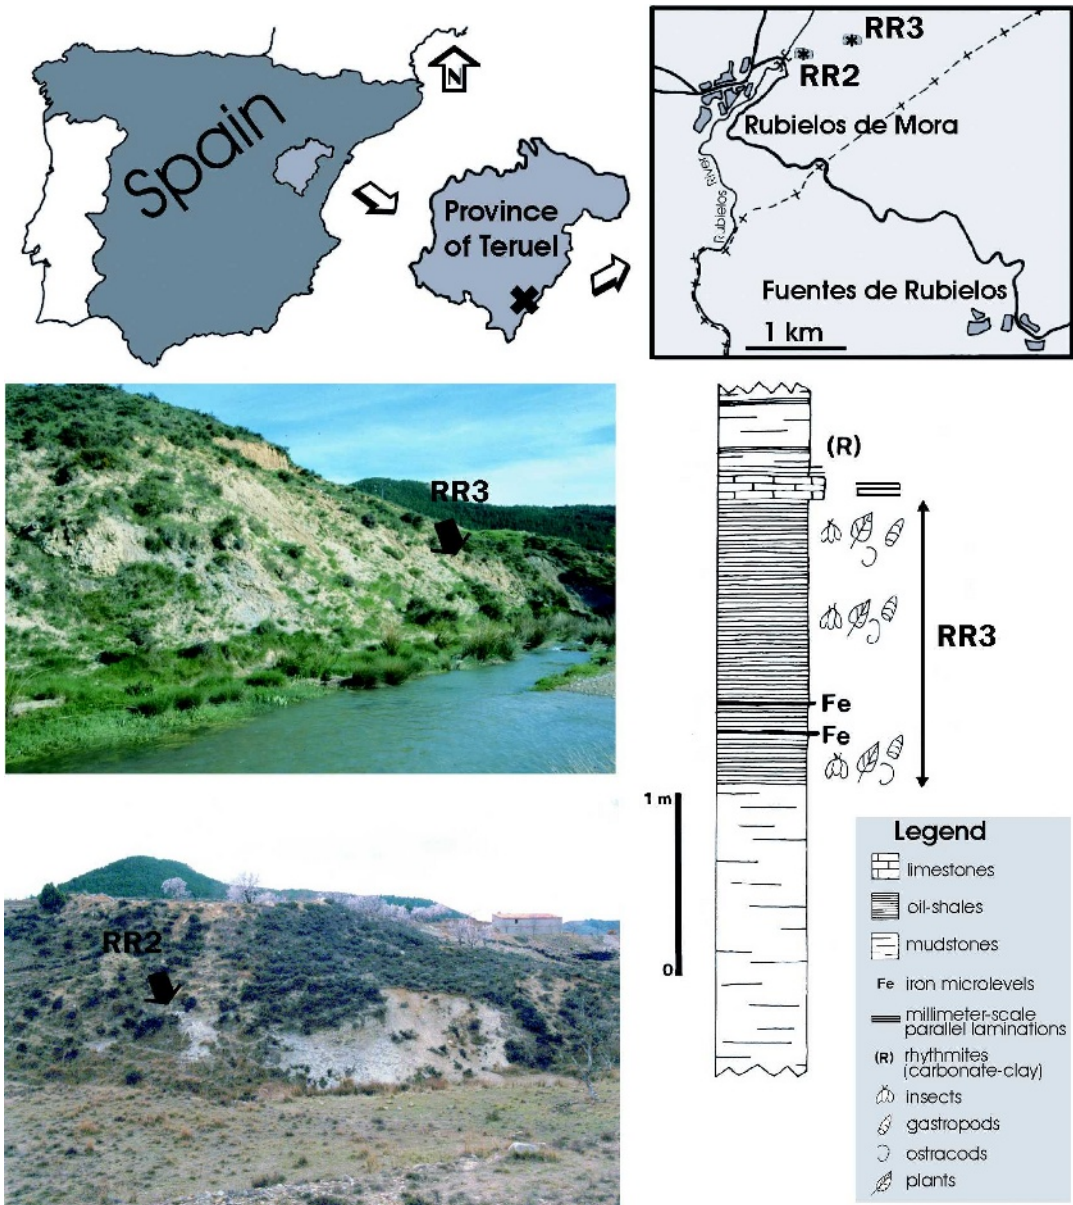 Spain
N
Province
of Teruel
RR3
RR2
Rubielos de Mora
Rubielos River
Fuentes de Rubielos
1 km
RR3
RR2
(R)
RR3
Fe
Fe
1 m
0
Legend
limestones
oil-shales
mudstones
Fe iron microlevels
millimeter-scale
parallel laminations
(R) rhythmites
(carbonate-clay)
insects
gastropods
ostracods
plants